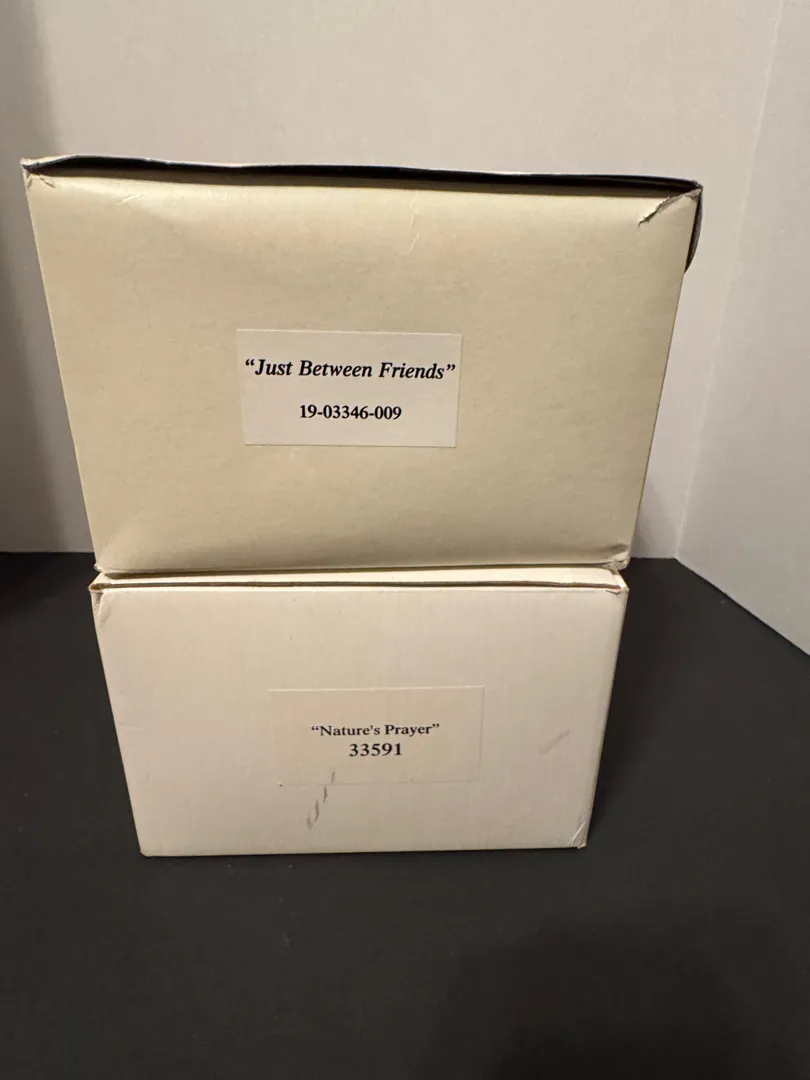 “Just Between Friends”
19-03346-009
“Nature's Prayer”
33591